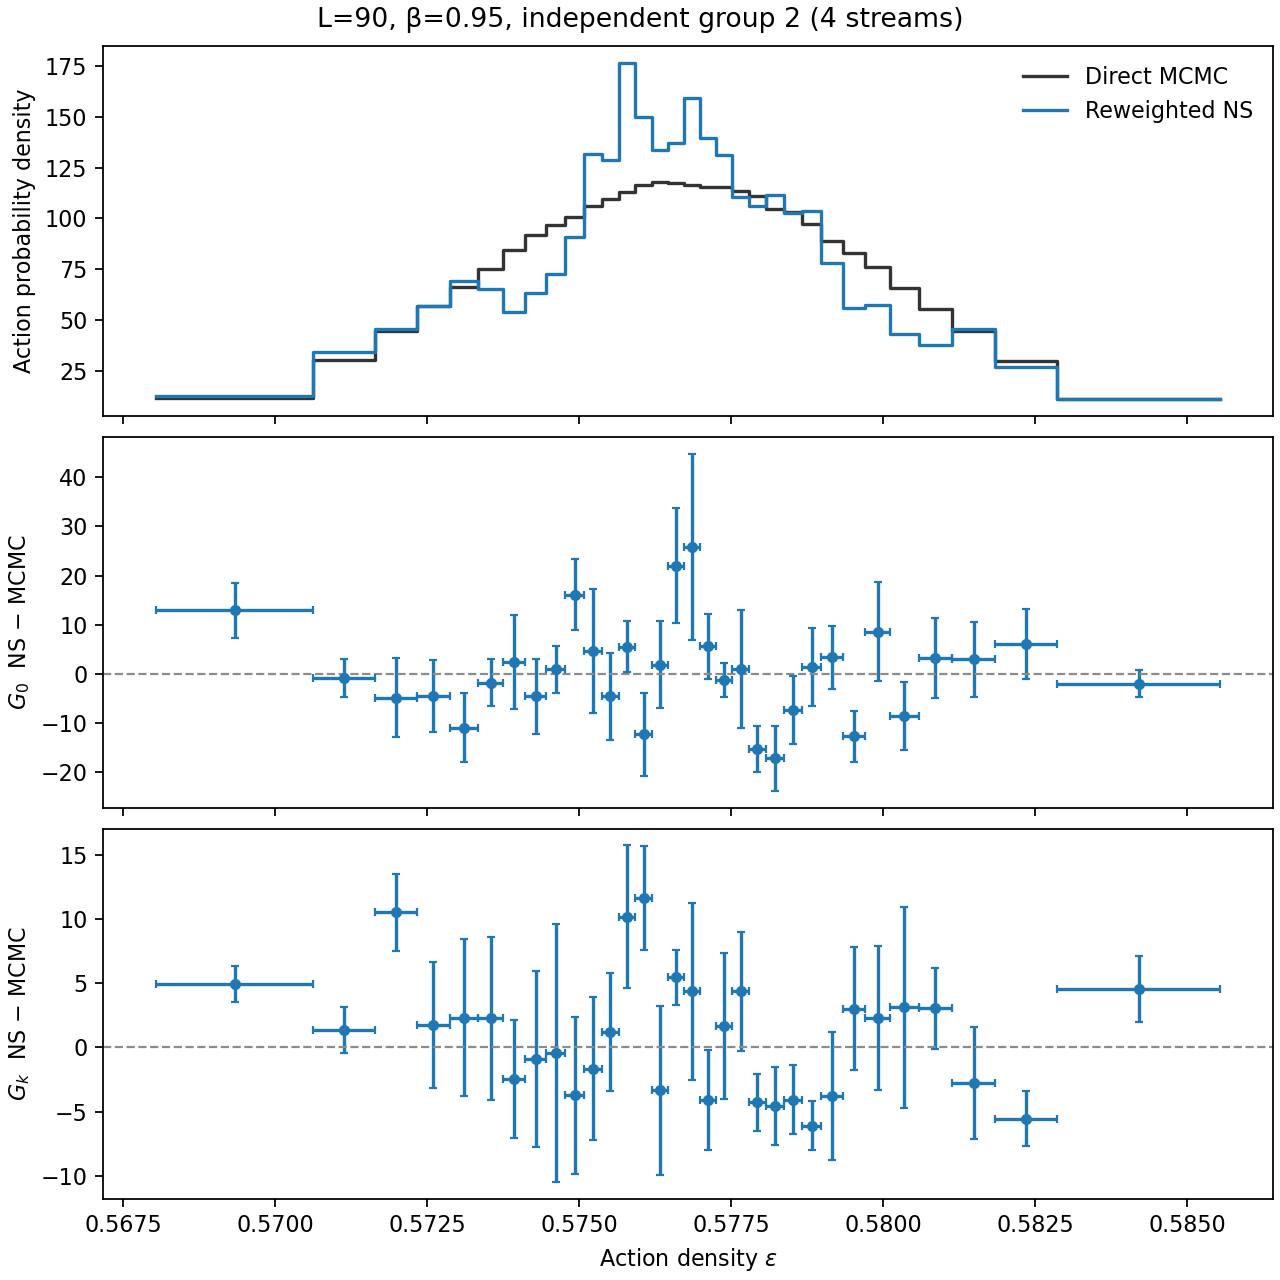 L=90, β=0.95, independent group 2 (4 streams)
Action probability density
175
150
125
100
75
50
25
Direct MCMC
Reweighted NS
G₀ NS − MCMC
40
30
20
10
0
−10
−20
Gₖ NS − MCMC
15
10
5
0
−5
−10
0.5675 0.5700 0.5725 0.5750 0.5775 0.5800 0.5825 0.5850
Action density ε